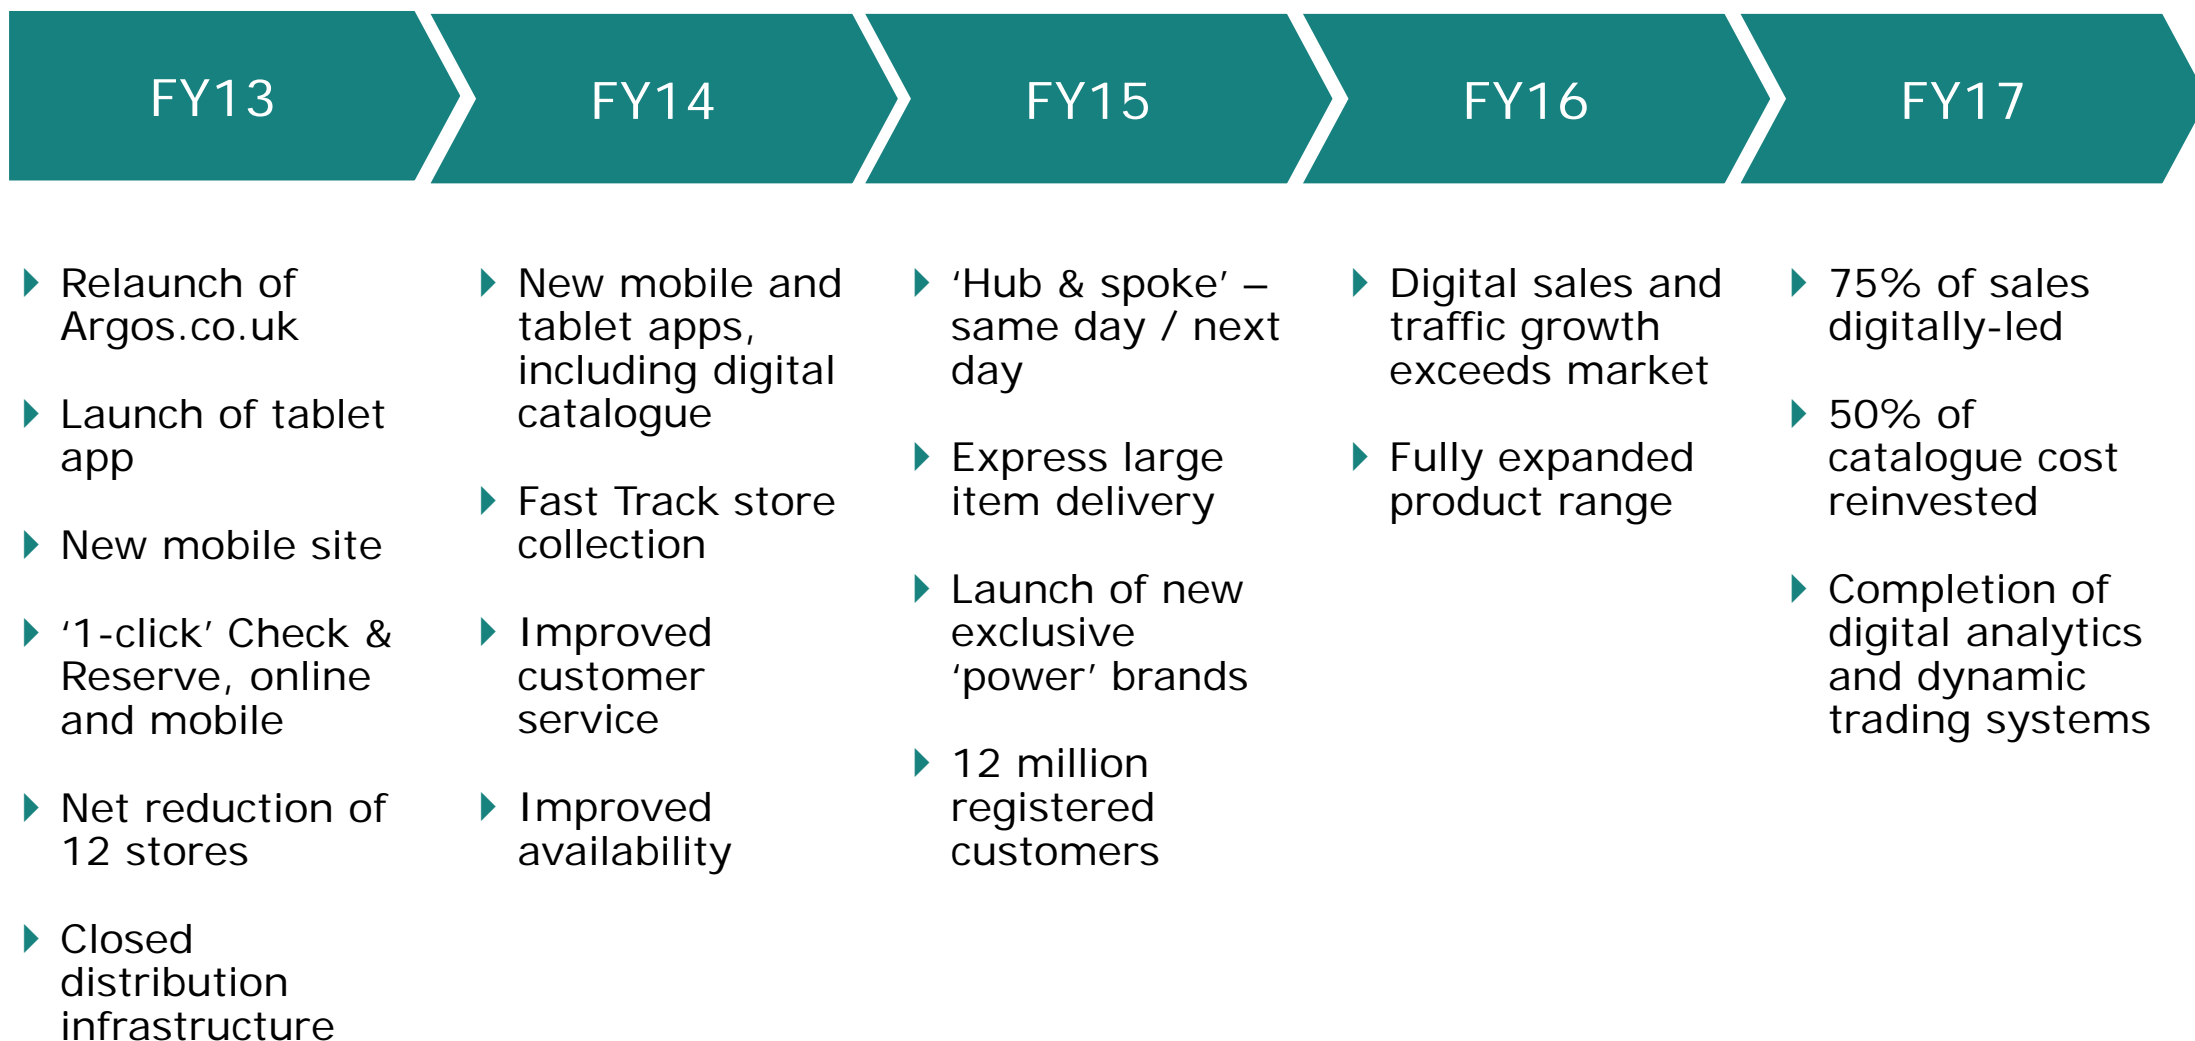 FY13
FY14
FY15
FY16
FY17
Relaunch of
Argos.co.uk
Launch of tablet
app
New mobile site
‘1-click’ Check &
Reserve, online
and mobile
Net reduction of
12 stores
Closed
distribution
infrastructure
New mobile and
tablet apps,
including digital
catalogue
Fast Track store
collection
Improved
customer
service
Improved
availability
‘Hub & spoke’ –
same day / next
day
Express large
item delivery
Launch of new
exclusive
‘power’ brands
12 million
registered
customers
Digital sales and
traffic growth
exceeds market
Fully expanded
product range
75% of sales
digitally-led
50% of
catalogue cost
reinvested
Completion of
digital analytics
and dynamic
trading systems